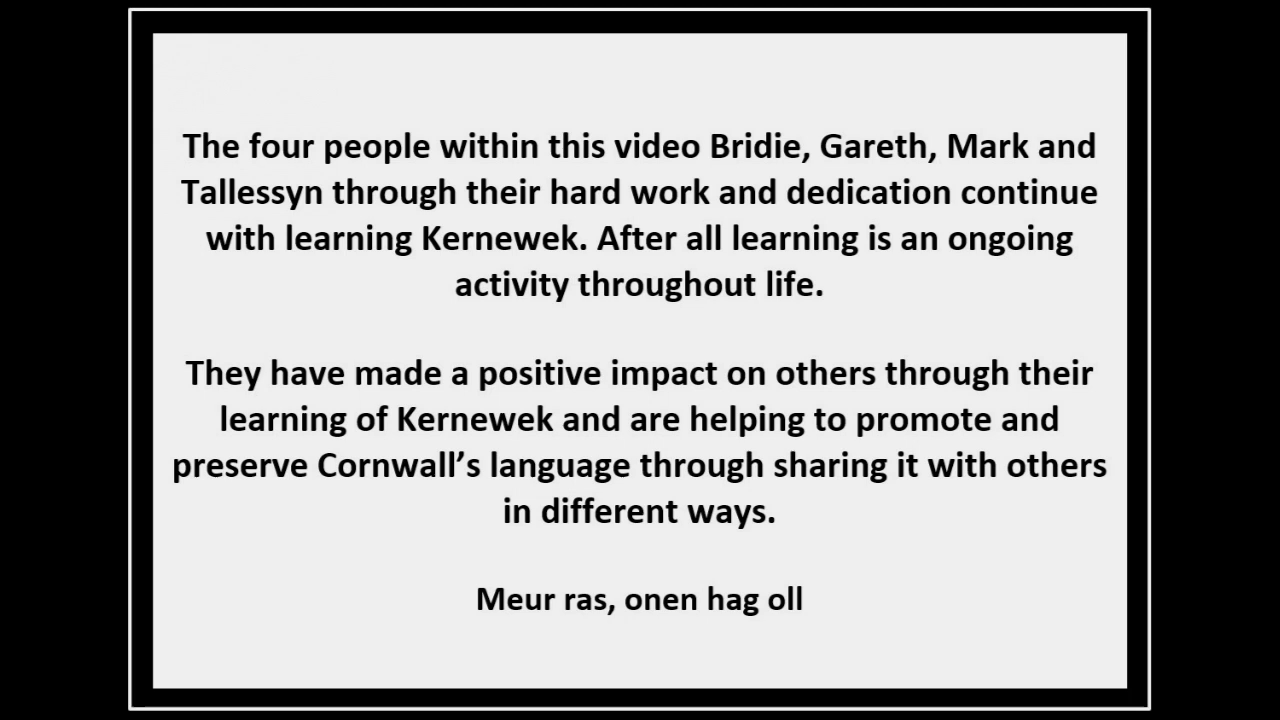 The four people within this video Bridie, Gareth, Mark and
Tallessyn through their hard work and dedication continue
with learning Kernewek. After all learning is an ongoing
activity throughout life.
They have made a positive impact on others through their
learning of Kernewek and are helping to promote and
preserve Cornwall’s language through sharing it with others
in different ways.
Meur ras, onen hag oll